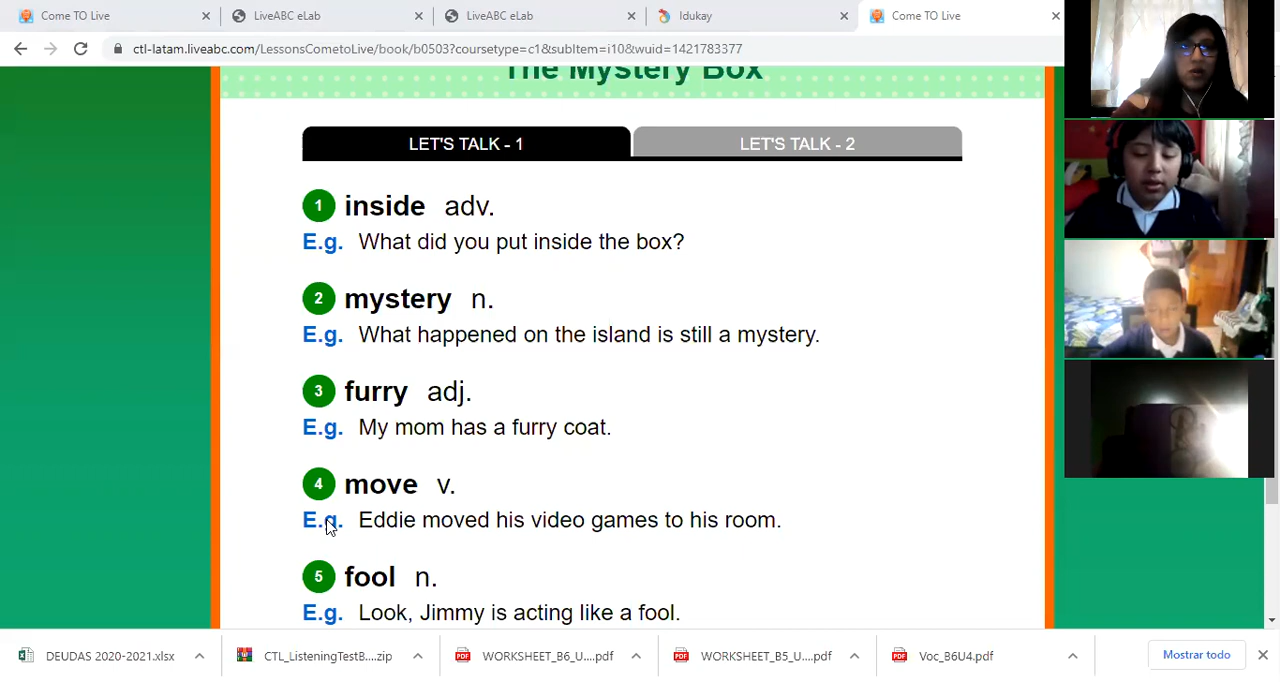 Come TO Live
LiveABC eLab
LiveABC eLab
Idukay
Come TO Live
ctl-latam.liveabc.com/LessonsCometoLive/book/b0503?coursetype=c1&subItem=i10&wuid=1421783377
The Mystery Box
LET'S TALK - 1
LET'S TALK - 2
1 inside adv.
E.g. What did you put inside the box?
2 mystery n.
E.g. What happened on the island is still a mystery.
3 furry adj.
E.g. My mom has a furry coat.
4 move v.
E.g. Eddie moved his video games to his room.
5 fool n.
E.g. Look, Jimmy is acting like a fool.
DEUDAS 2020-2021.xlsx
CTL_ListeningTestB....zip
WORKSHEET_B6_U....pdf
WORKSHEET_B5_U....pdf
Voc_B6U4.pdf
Mostrar todo